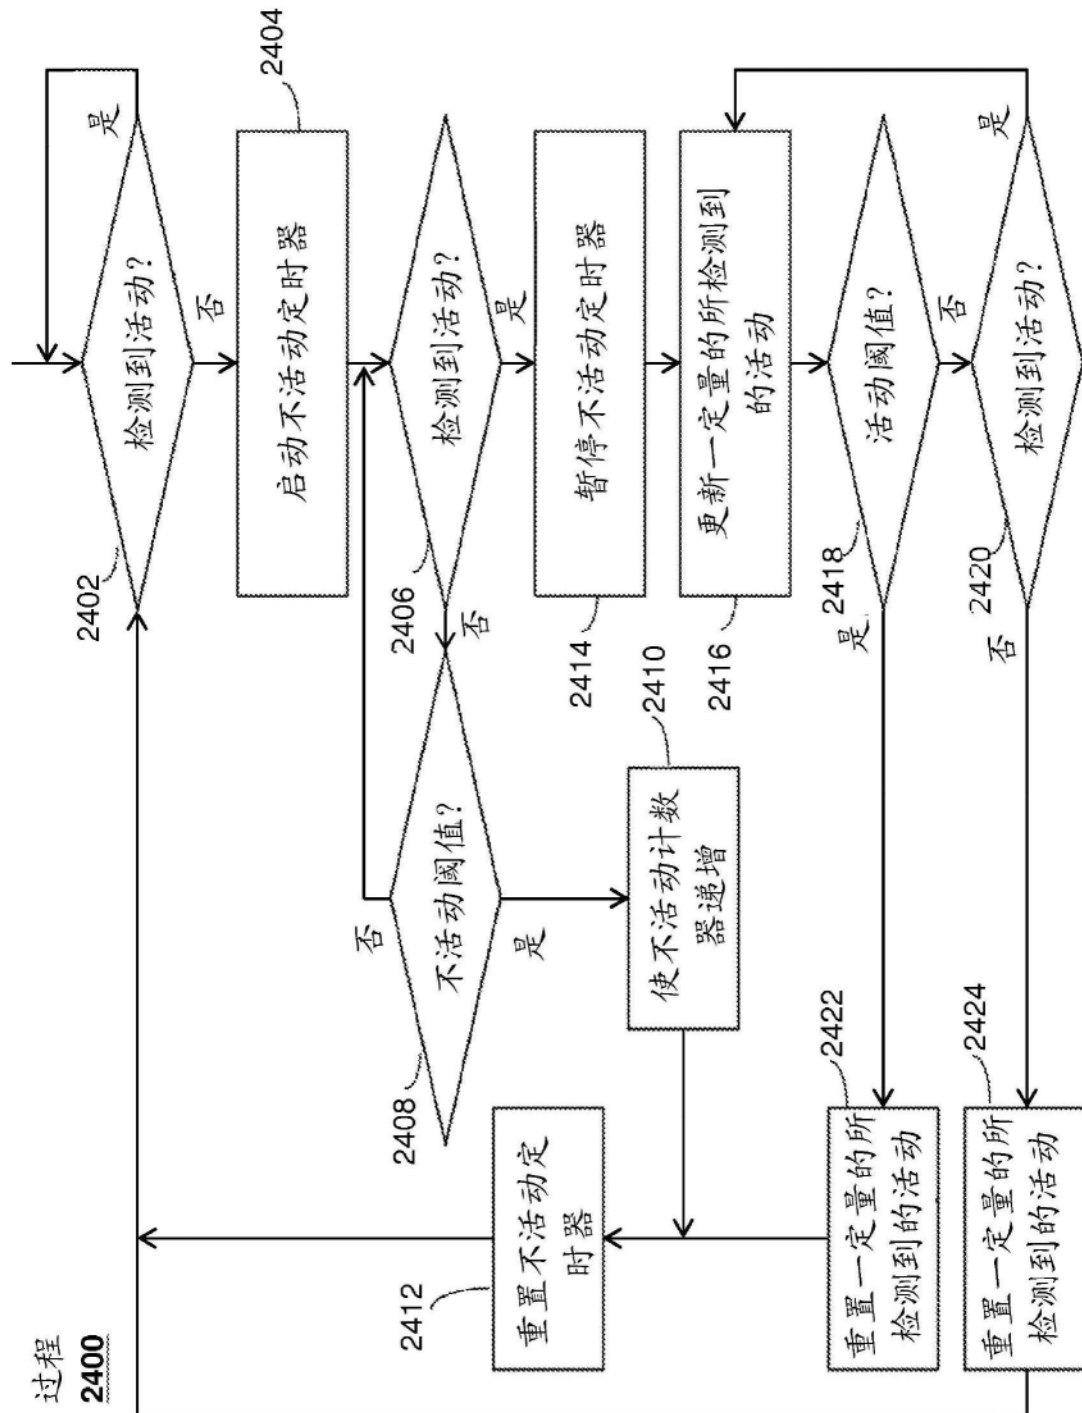 过程
2400
检测到活动?
2402
是
否
启动不活动定时器
2404
检测到活动?
2406
否
是
不活动阈值?
2408
否
是
使不活动计数
器递增
2410
重置不活动定
时器
2412
暂停不活动定时器
2414
更新一定量的所检测到
的活动
2416
活动阈值?
2418
是
否
检测到活动?
2420
是
否
重置一定量的所
检测到的活动
2422
重置一定量的所
检测到的活动
2424